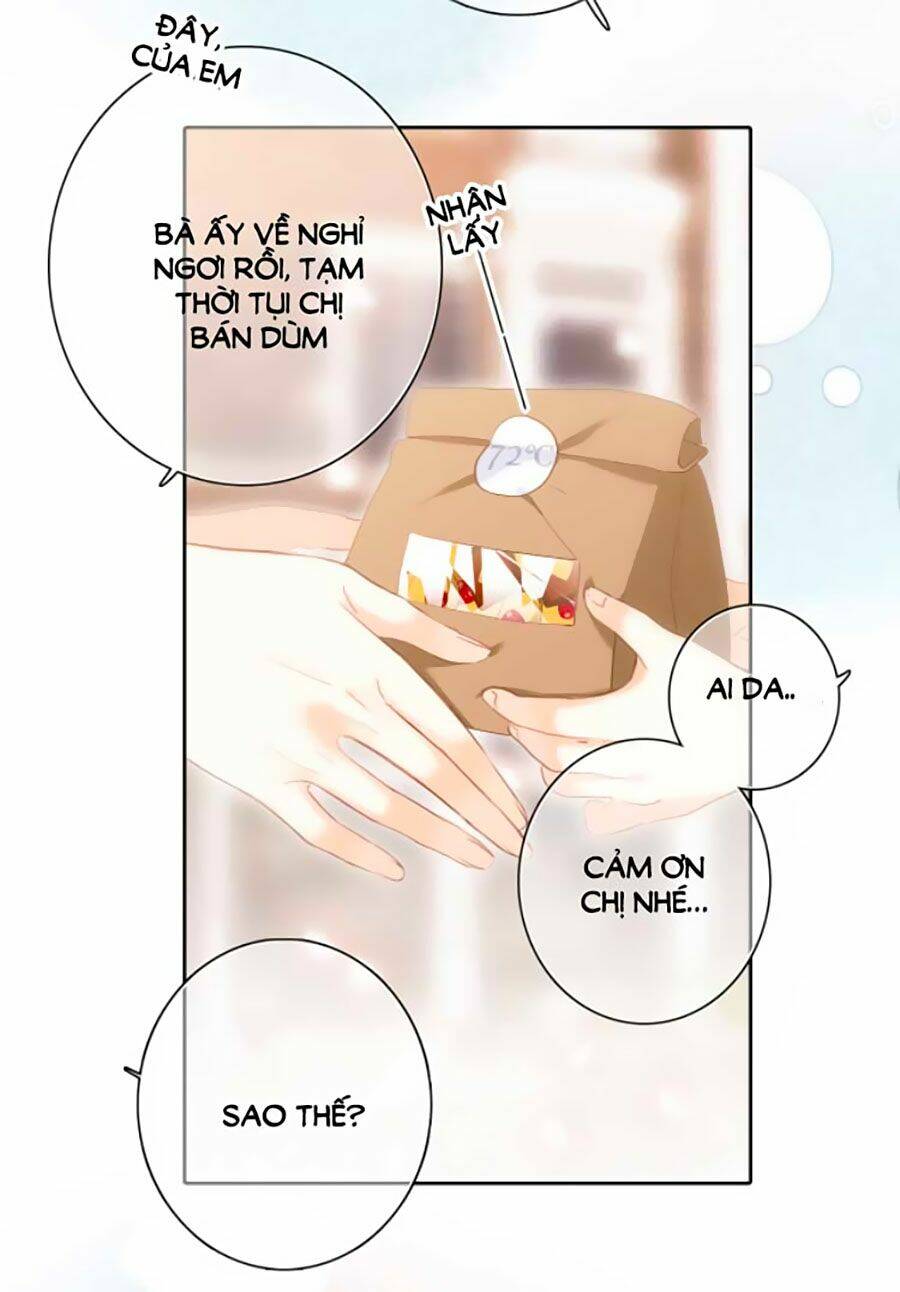 ĐÂY,
CỦA EM
BÀ ẤY VỀ NGHỈ
NGƠI RỒI, TẠM
THỜI TỤI CHỊ
BÁN DÙM
NHẬN
LẤY
72°C
AI DA..
CẢM ƠN
CHỊ NHÉ...
SAO THẾ?